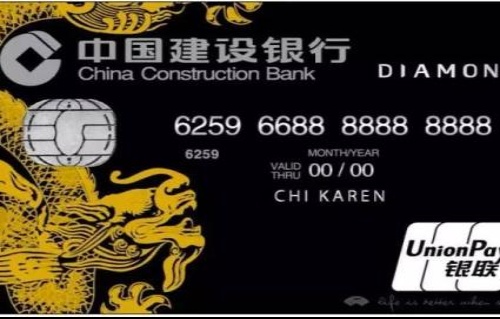 中国建设银行
China Construction Bank
DIAMON
6259 6688 8888 8888
6259
MONTH/YEAR
VALID THRU 00 / 00
CHI KAREN
UnionPay
银联
life is better when